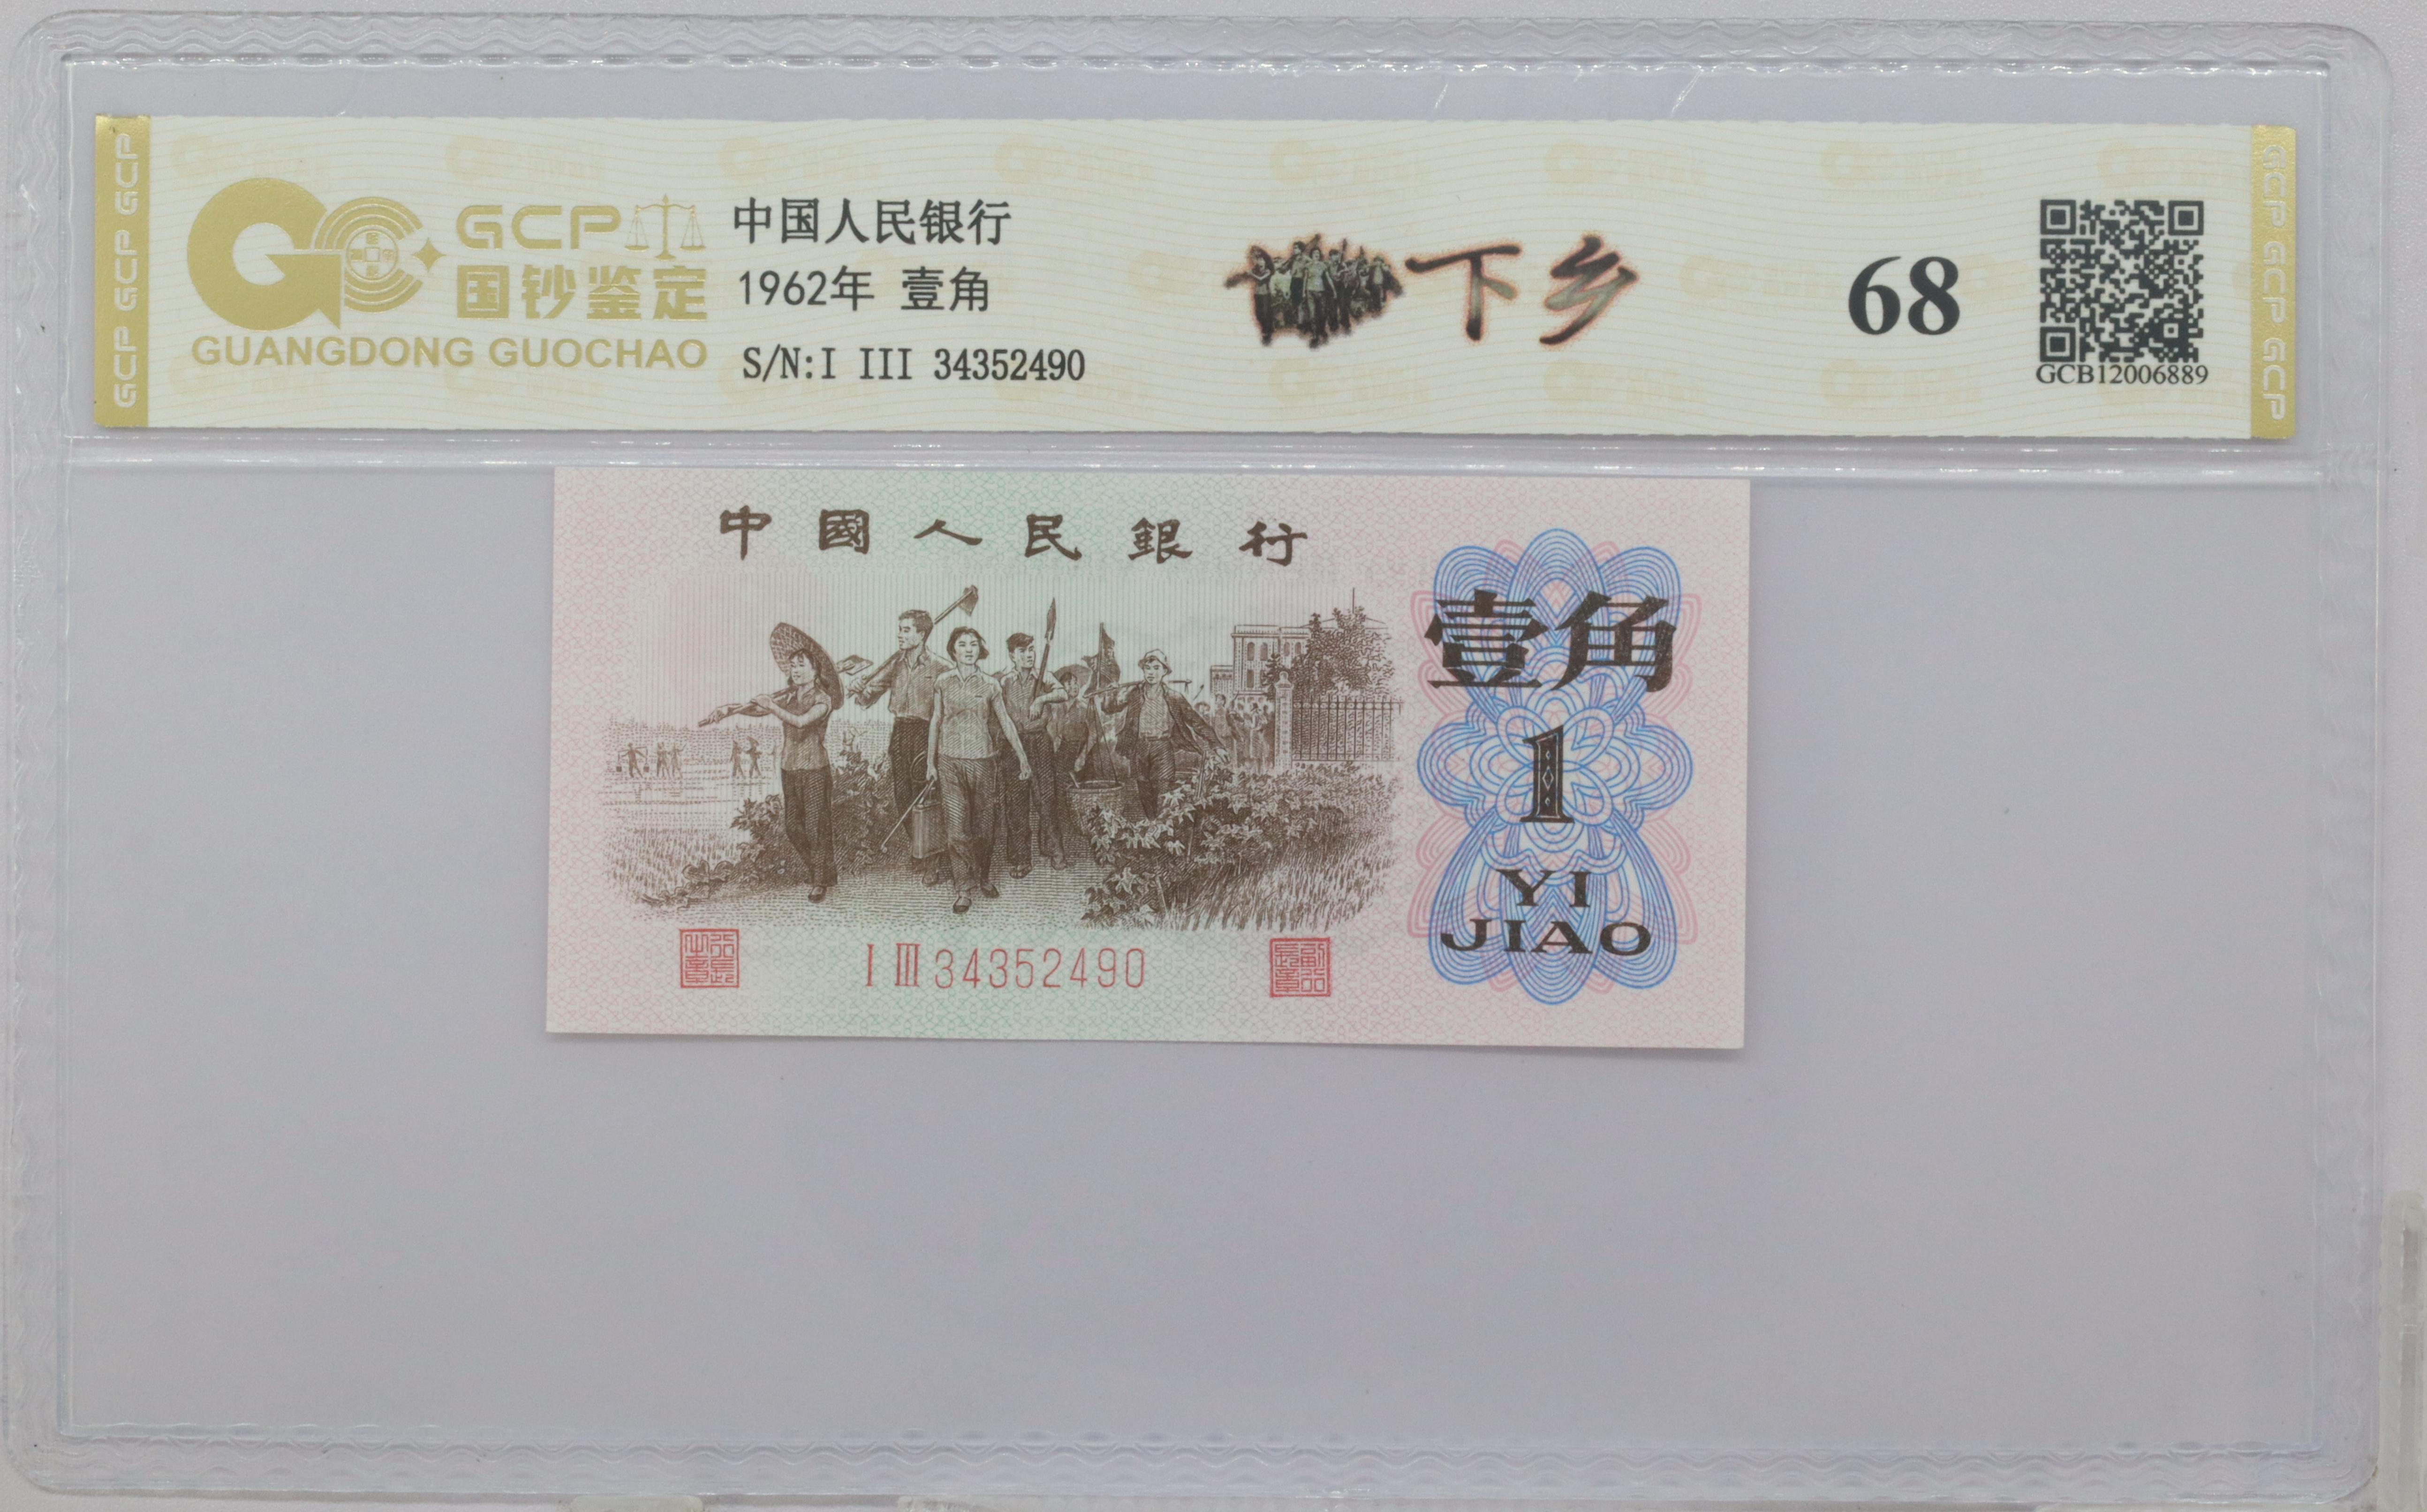 GCP GCP GCP
GCP
国钞鉴定
GUANGDONG GUOCHAO
中国人民银行
1962年 壹角
S/N:I III 34352490
下乡
68
GCB12006889
GCP GCP GCP
中國人民銀行
壹角
1
YI
JIAO
I III 34352490